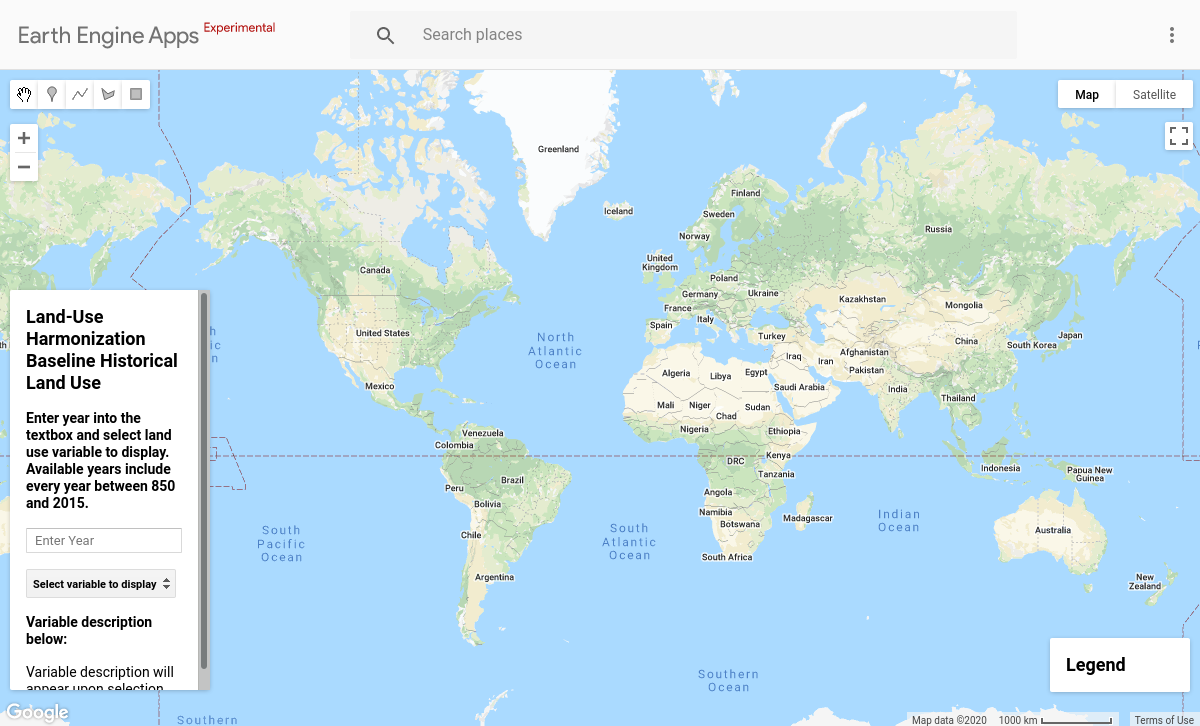 Earth Engine Apps Experimental
Search places
Map
Satellite
Greenland
Iceland
Finland
Sweden
Norway
Russia
United
Kingdom
Canada
Poland
Germany
Ukraine
France
Kazakhstan
Mongolia
Italy
Spain
United States
North
Atlantic
Ocean
Turkey
China
Japan
South Korea
Iraq
Iran
Afghanistan
Pakistan
Algeria
Libya
Egypt
Saudi Arabia
India
Mexico
Thailand
Mali
Niger
Chad
Sudan
Nigeria
Ethiopia
Venezuela
Colombia
DRC
Kenya
Indonesia
Papua New
Guinea
Tanzania
Peru
Brazil
Angola
Bolivia
Namibia
Botswana
Madagascar
Indian
Ocean
South
Pacific
Ocean
South
Atlantic
Ocean
Chile
Australia
South Africa
Argentina
New
Zealand
Southern
Ocean
Southern
Land-Use
Harmonization
Baseline Historical
Land Use
Enter year into the
textbox and select land
use variable to display.
Available years include
every year between 850
and 2015.
Enter Year
Select variable to display
Variable description
below:
Variable description will
appear upon selection
Legend
Google
Map data ©2020
1000 km
Terms of Use